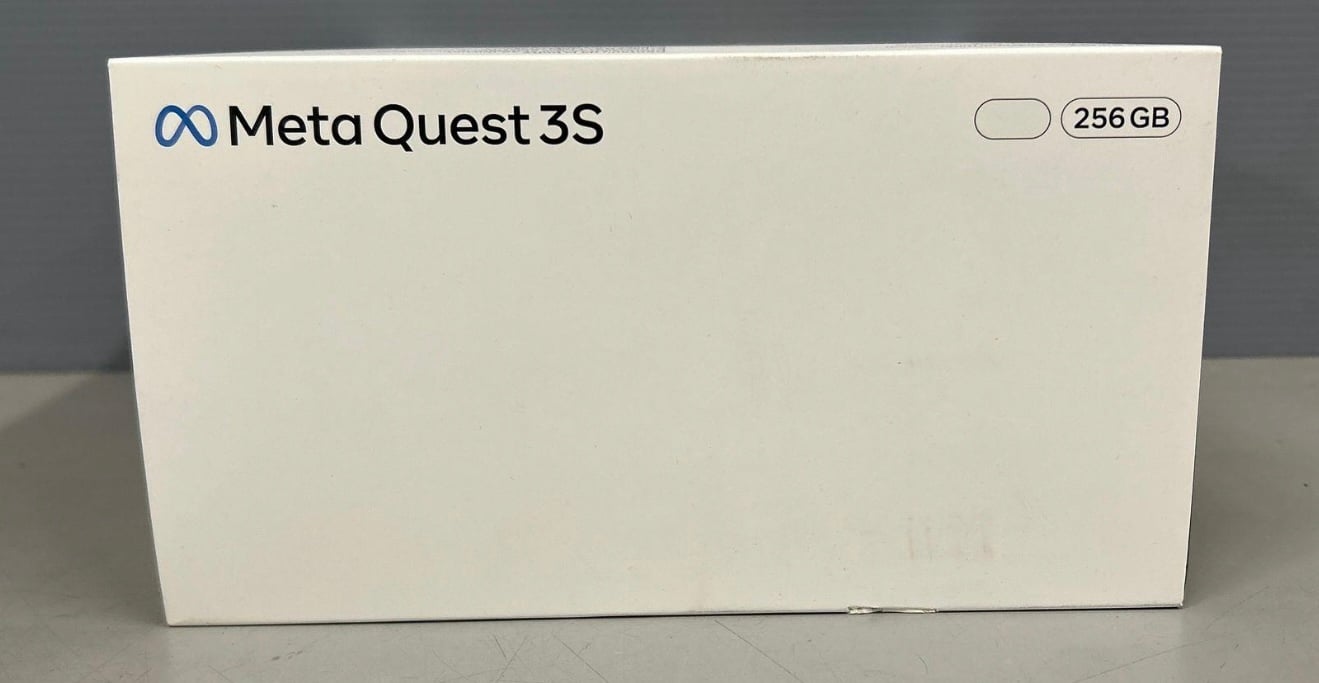 Meta Quest 3S
256 GB